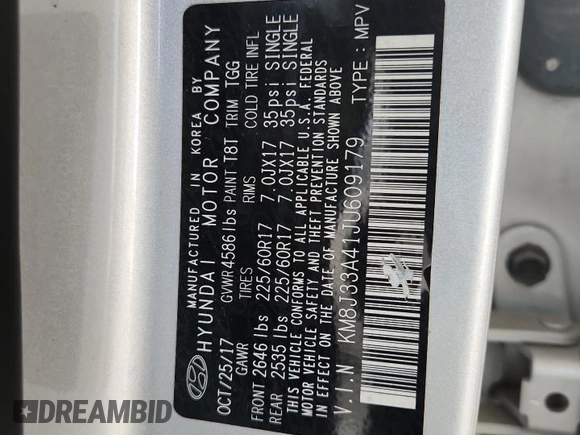 MANUFACTURED IN KOREA BY
HYUNDAI MOTOR COMPANY
OCT/25/17 GVWR 4586 lbs PAINT T8T TRIM TGG
GAWR TIRES RIMS COLD TIRE INFL
FRONT 2646 lbs 225/60R17 7.0JX17 35psi SINGLE
REAR 2535 lbs 225/60R17 7.0JX17 35psi SINGLE
THIS VEHICLE CONFORMS TO ALL APPLICABLE U.S.A. FEDERAL
MOTOR VEHICLE SAFETY AND THEFT PREVENTION STANDARDS
IN EFFECT ON THE DATE OF MANUFACTURE SHOWN ABOVE
V.I.N KM8J33A41JU609179 TYPE : MPV
DREAMBID